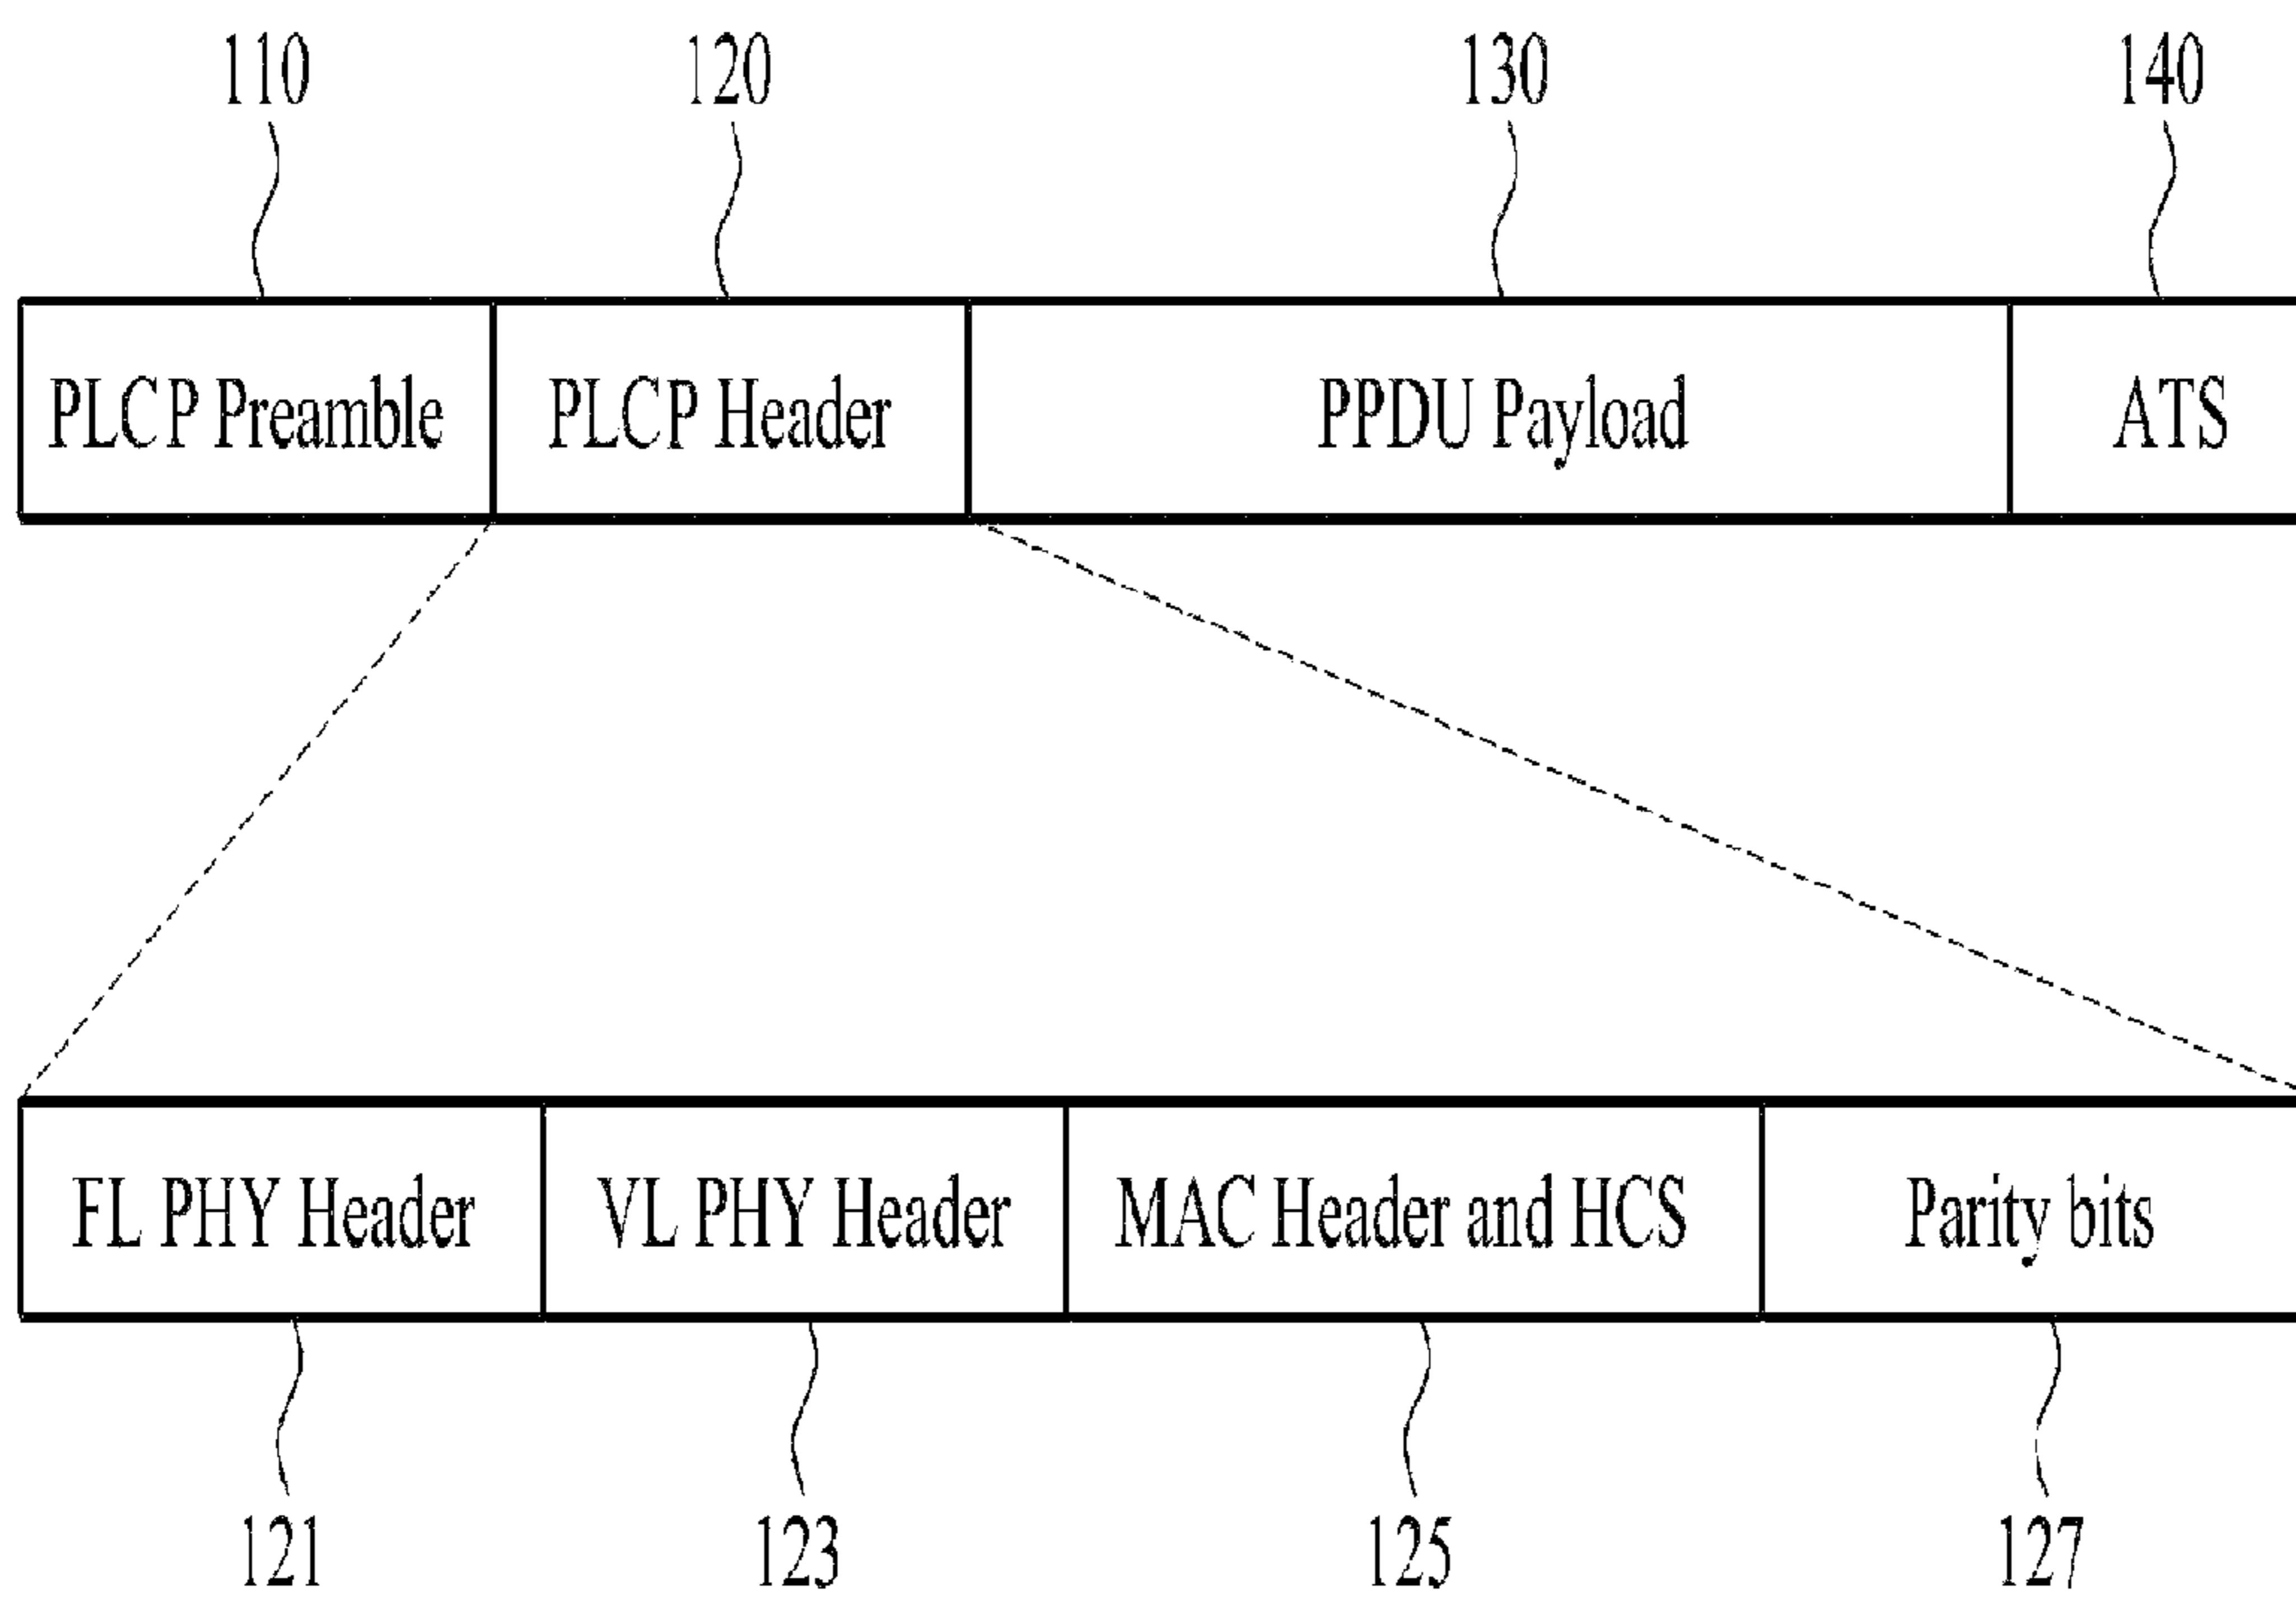 110 120 130 140
PLCP Preamble PLCP Header PPDU Payload ATS
FL PHY Header VL PHY Header MAC Header and HCS Parity bits
121 123 125 127